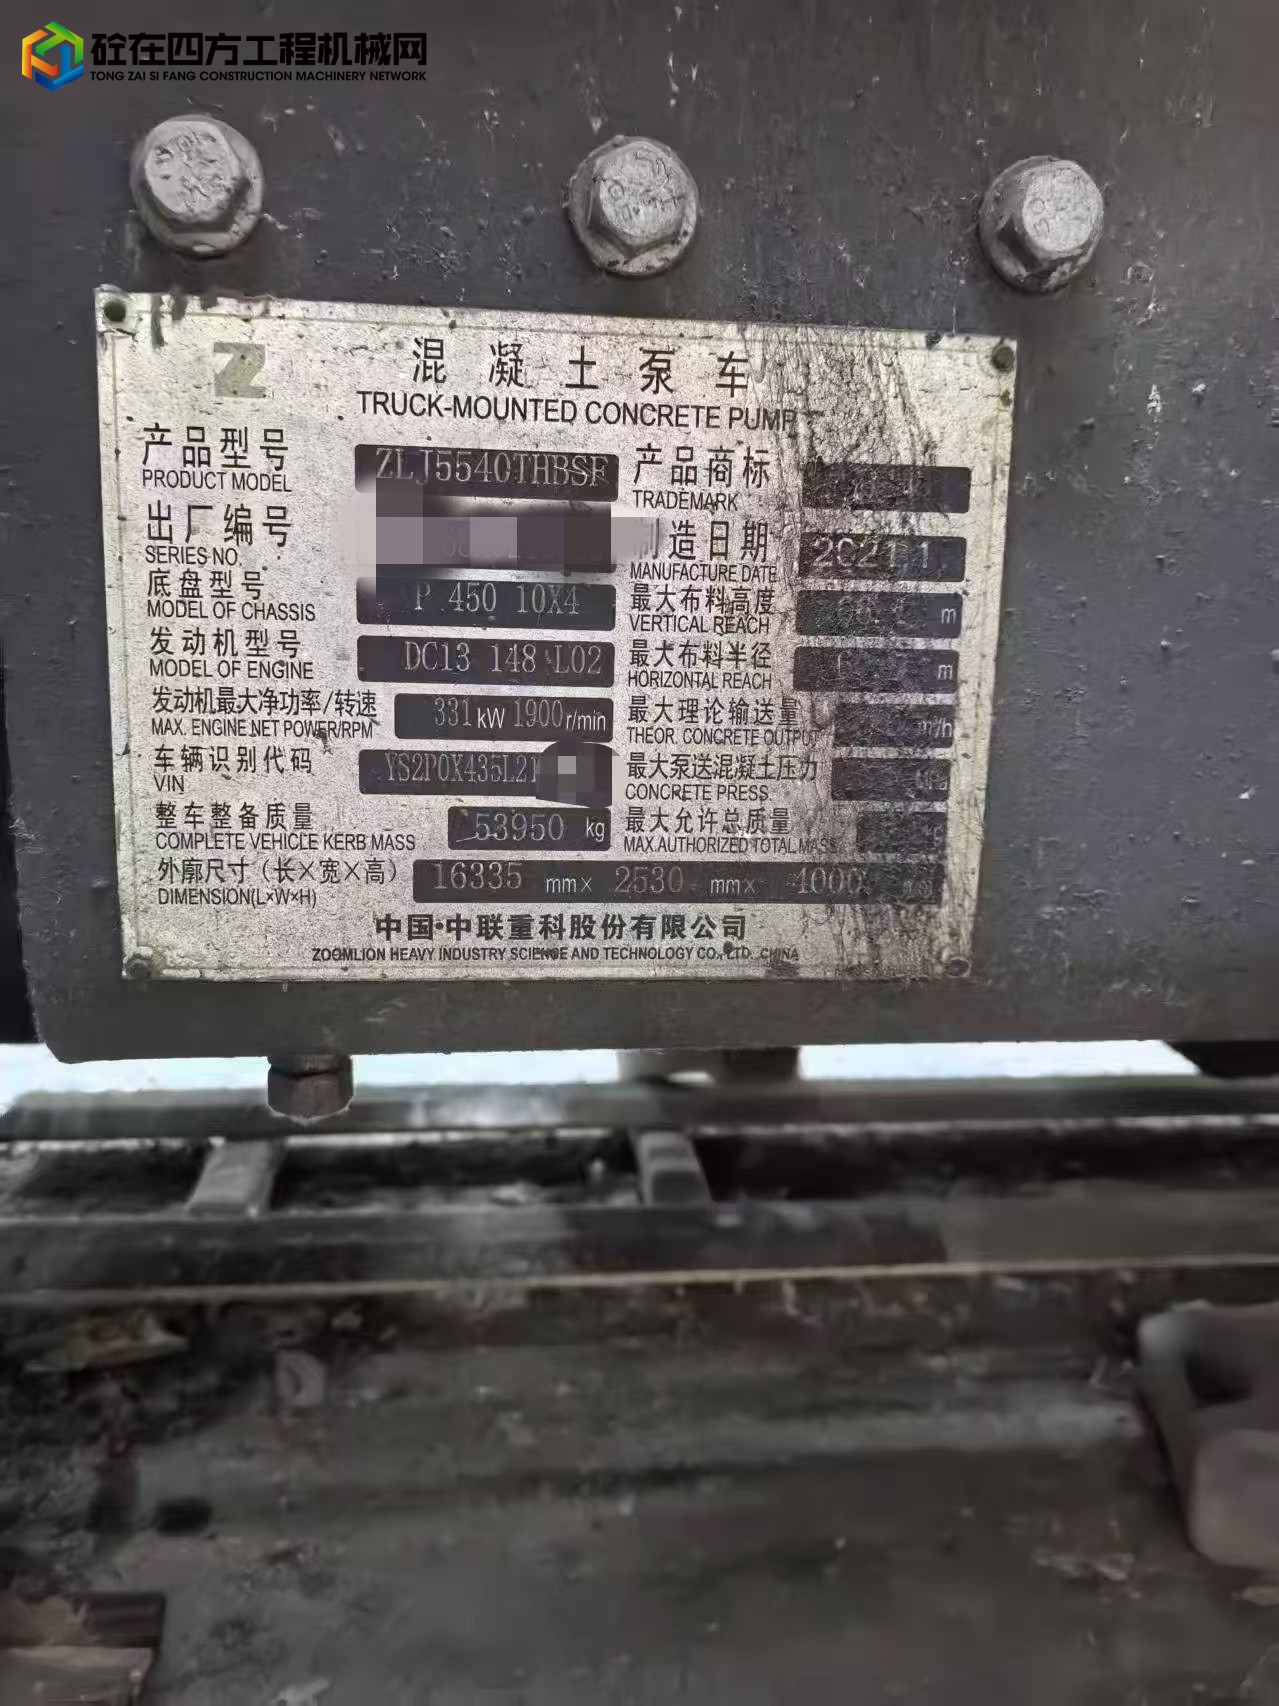 砼在四方工程机械网
TONG ZAI SI FANG CONSTRUCTION MACHINERY NETWORK
Z
混凝土泵车
TRUCK-MOUNTED CONCRETE PUMP
产品型号 ZLJ5540THBSF 产品商标
PRODUCT MODEL TRADEMARK
出厂编号 制造日期
SERIES NO. MANUFACTURE DATE
底盘型号 P 450 10X4 最大布料高度 m
MODEL OF CHASSIS VERTICAL REACH
发动机型号 DC13 148 L02 最大布料半径 m
MODEL OF ENGINE HORIZONTAL REACH
发动机最大净功率/转速 331 kW 1900 r/min 最大理论输送量 m³/h
MAX. ENGINE NET POWER/RPM THEOR. CONCRETE OUTPUT
车辆识别代码 YS2P0X435L21 最大泵送混凝土压力
VIN CONCRETE PRESS
整车整备质量 53950 kg 最大允许总质量 kg
COMPLETE VEHICLE KERB MASS MAX.AUTHORIZED TOTAL MASS
外廓尺寸（长×宽×高） 16335 mm× 2530 mm× 4000
DIMENSION(L×W×H)
中国·中联重科股份有限公司
ZOOMLION HEAVY INDUSTRY SCIENCE AND TECHNOLOGY CO., LTD. CHINA